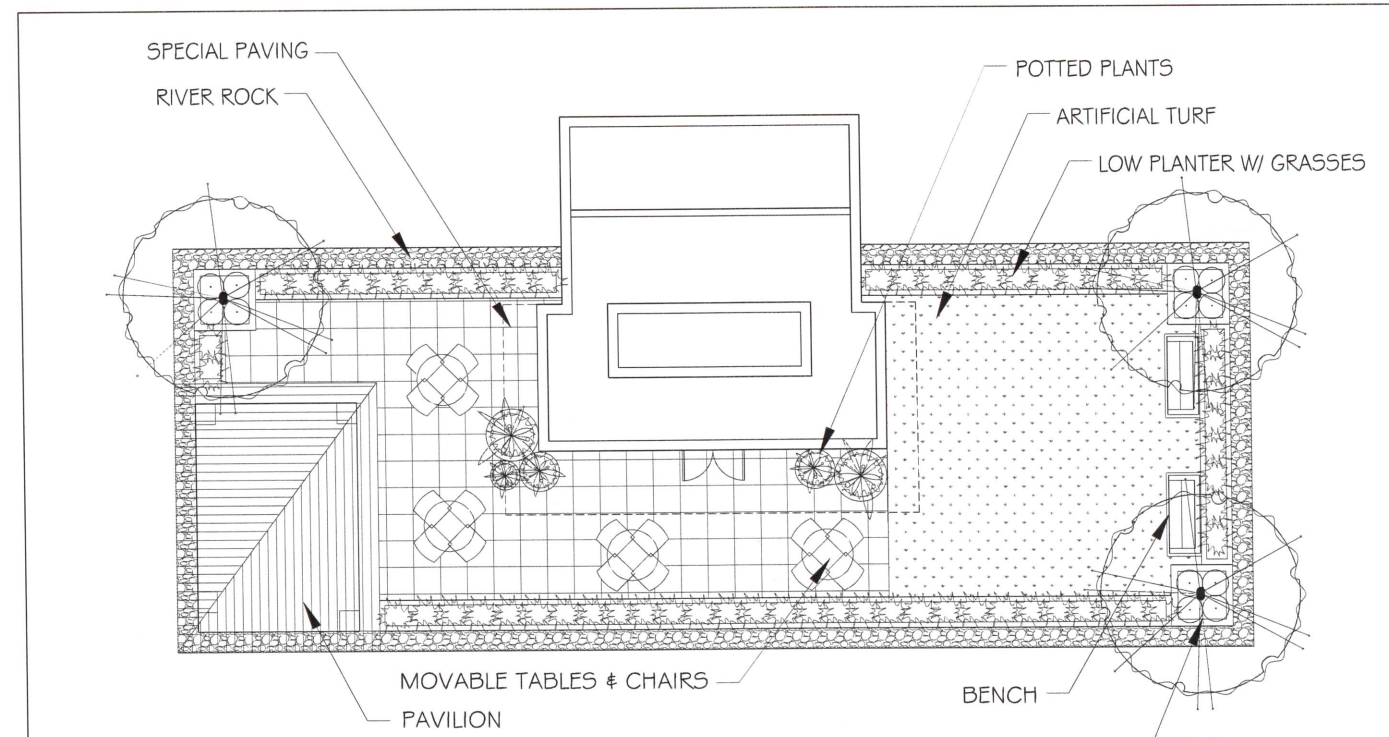 SPECIAL PAVING
RIVER ROCK
POTTED PLANTS
ARTIFICIAL TURF
LOW PLANTER W/ GRASSES
MOVABLE TABLES & CHAIRS
PAVILION
BENCH